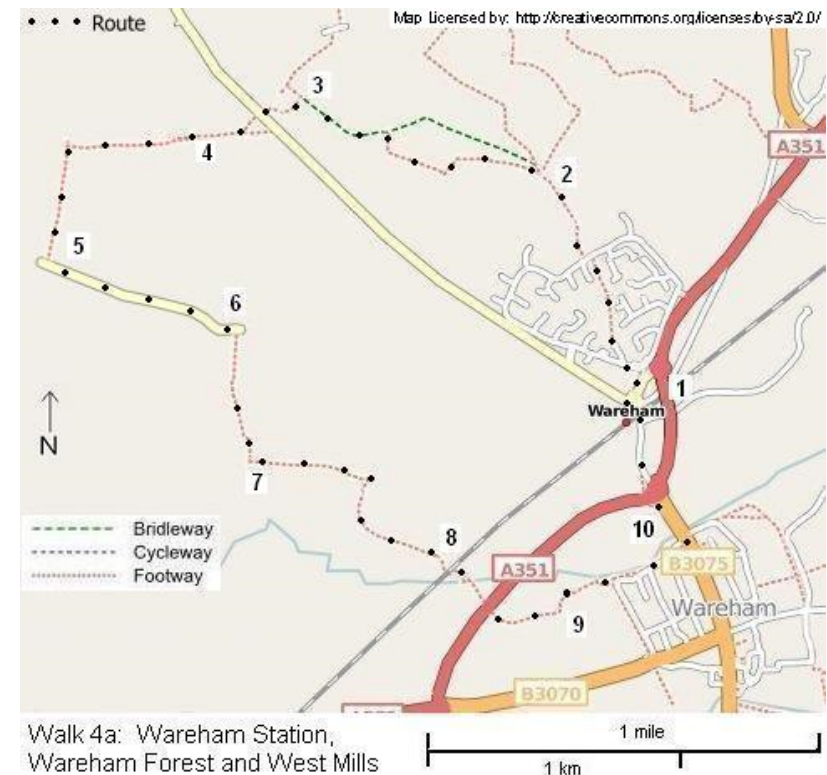 Map Licensed by: http://creativecommons.org/licenses/by-sa/2.0/
Route
3
A351
4
2
5
6
1
Wareham
N
7
8
10
Bridleway
Cycleway
Footway
A351
B3075
Wareham
9
B3070
Walk 4a: Wareham Station,
Wareham Forest and West Mills
1 mile
1 km